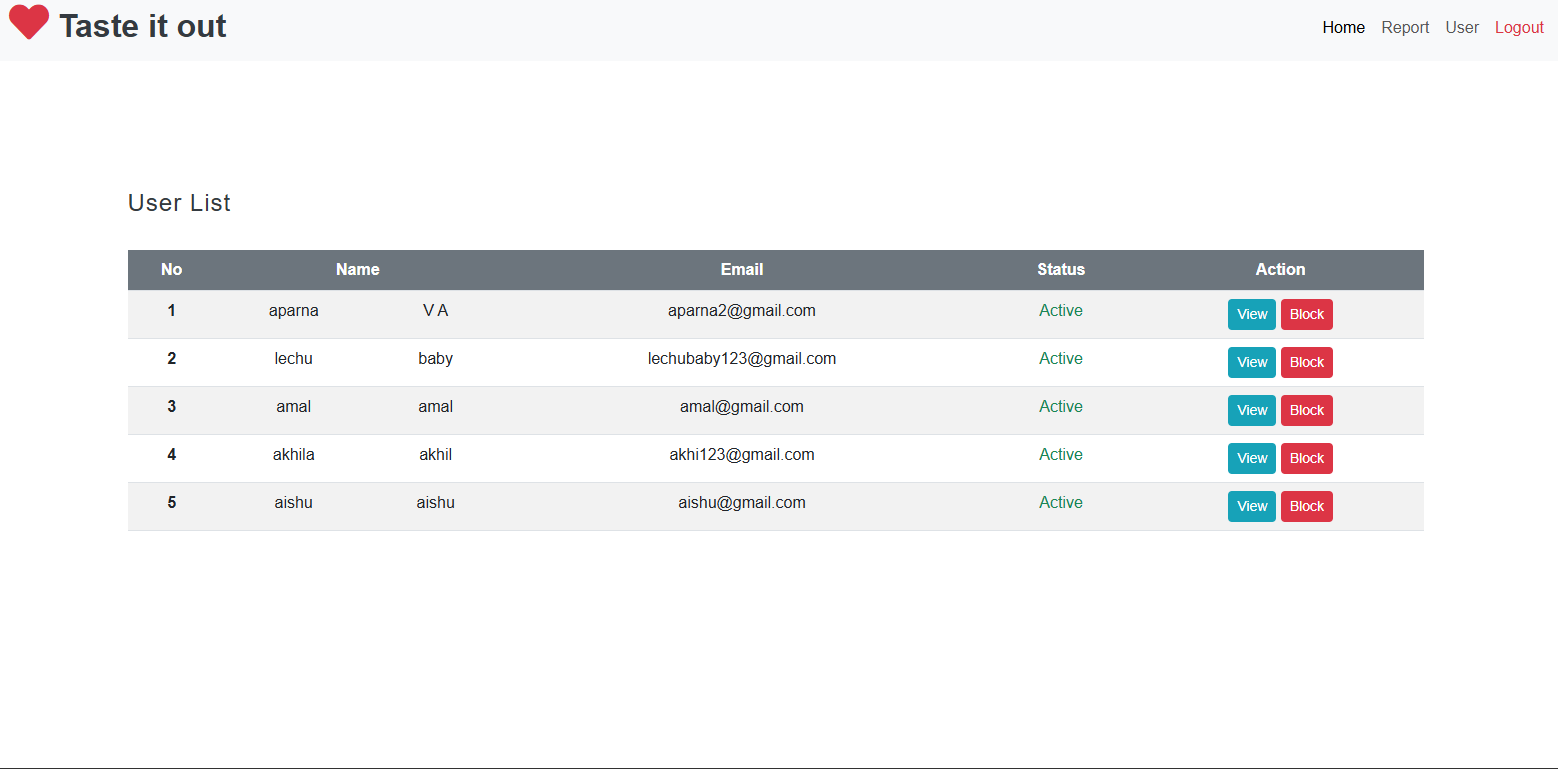 Taste it out
Home Report User Logout
User List
No Name Email Status Action
1 aparna V A aparna2@gmail.com Active View Block
2 lechu baby lechubaby123@gmail.com Active View Block
3 amal amal amal@gmail.com Active View Block
4 akhila akhil akhi123@gmail.com Active View Block
5 aishu aishu aishu@gmail.com Active View Block